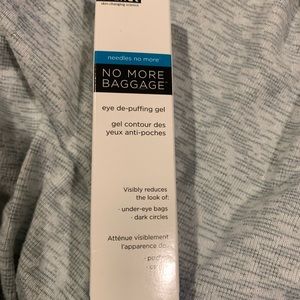 skin changing science
needles no more
NO MORE
BAGGAGE
eye de-puffing gel
gel contour des
yeux anti-poches
Visibly reduces
the look of:
· under-eye bags
· dark circles
Atténue visiblement
l'apparence de